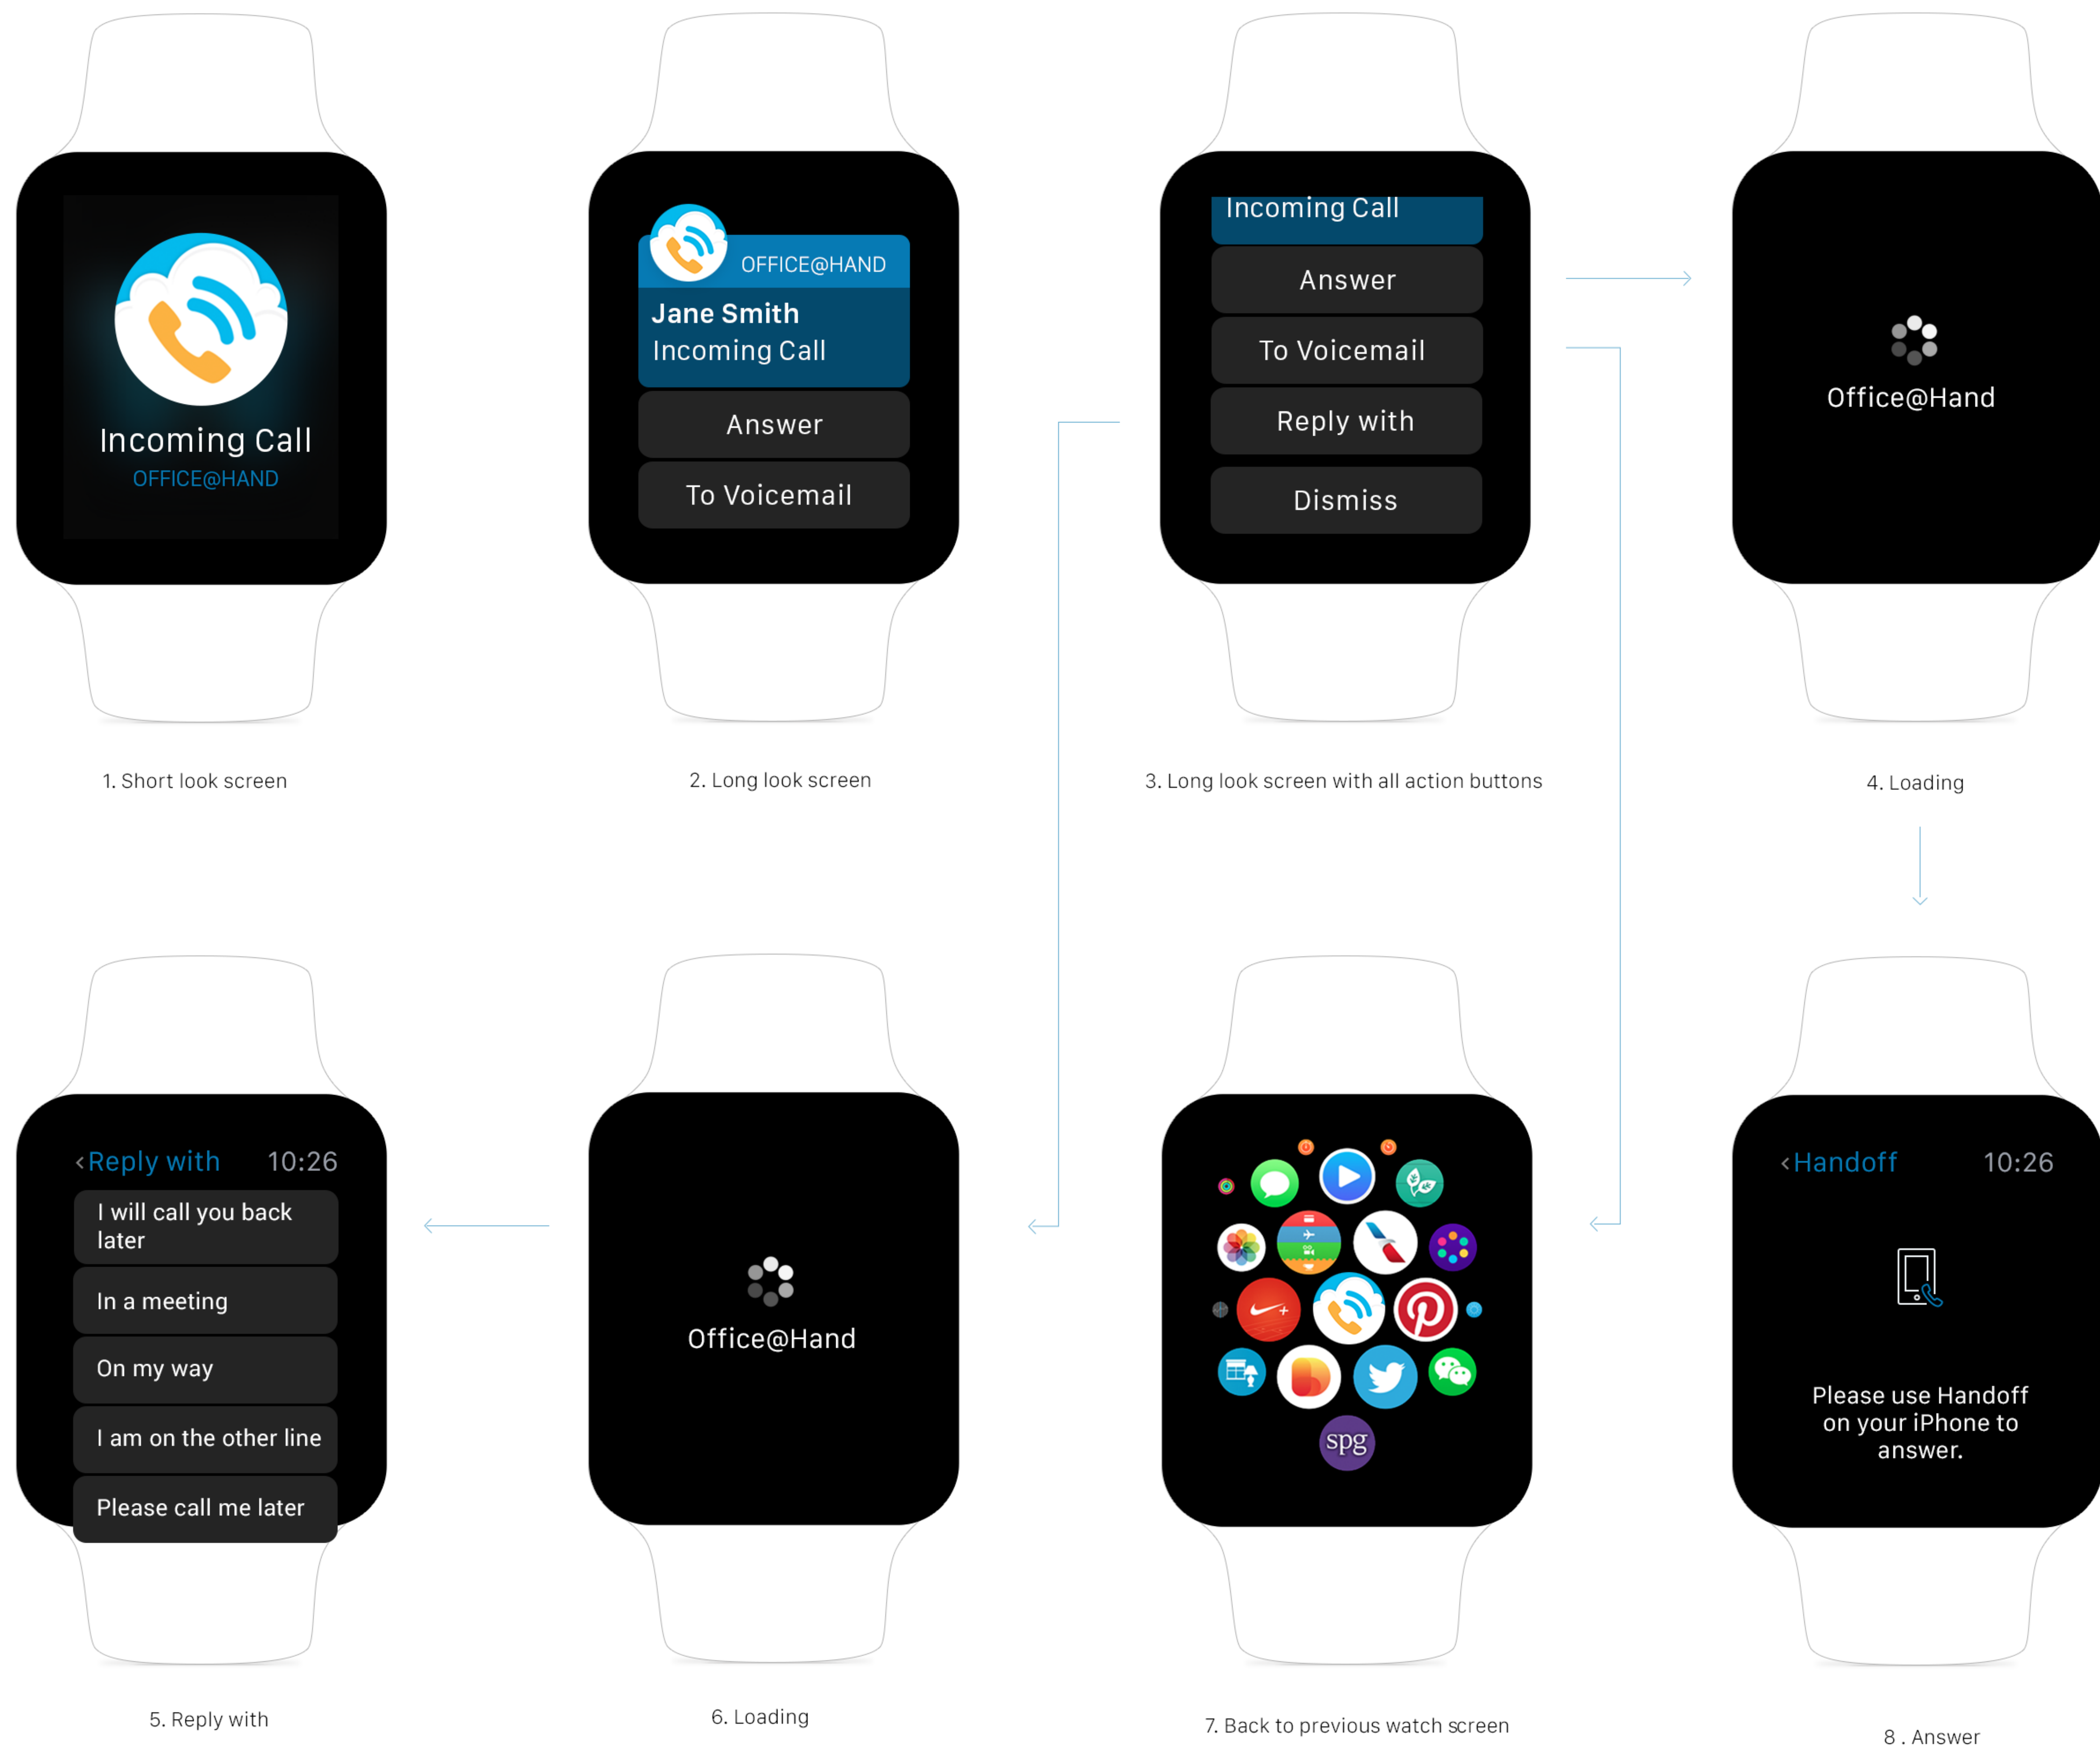 Incoming Call
OFFICE@HAND
1. Short look screen
OFFICE@HAND
Jane Smith
Incoming Call
Answer
To Voicemail
2. Long look screen
Incoming Call
Answer
To Voicemail
Reply with
Dismiss
3. Long look screen with all action buttons
Office@Hand
4. Loading
<Reply with 10:26
I will call you back
later
In a meeting
On my way
I am on the other line
Please call me later
5. Reply with
Office@Hand
6. Loading
spg
7. Back to previous watch screen
<Handoff 10:26
Please use Handoff
on your iPhone to
answer.
8 . Answer